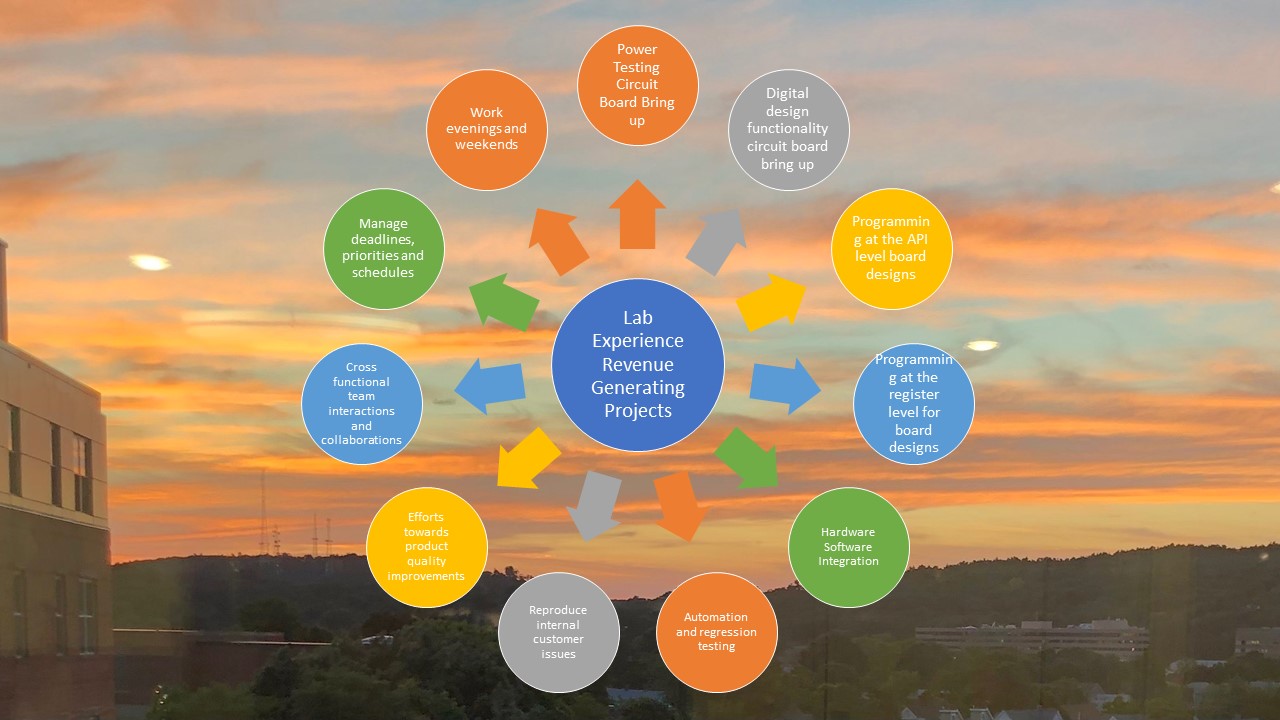 Power
Testing
Circuit
Board Bring
up
Digital
design
functionality
circuit board
bring up
Programmin
g at the API
level board
designs
Programmin
g at the
register
level for
board
designs
Hardware
Software
Integration
Automation
and regression
testing
Reproduce
internal
customer
issues
Efforts
towards
product
quality
improvements
Cross
functional
team
interactions
and
collaborations
Manage
deadlines,
priorities and
schedules
Work
evenings and
weekends
Lab
Experience
Revenue
Generating
Projects